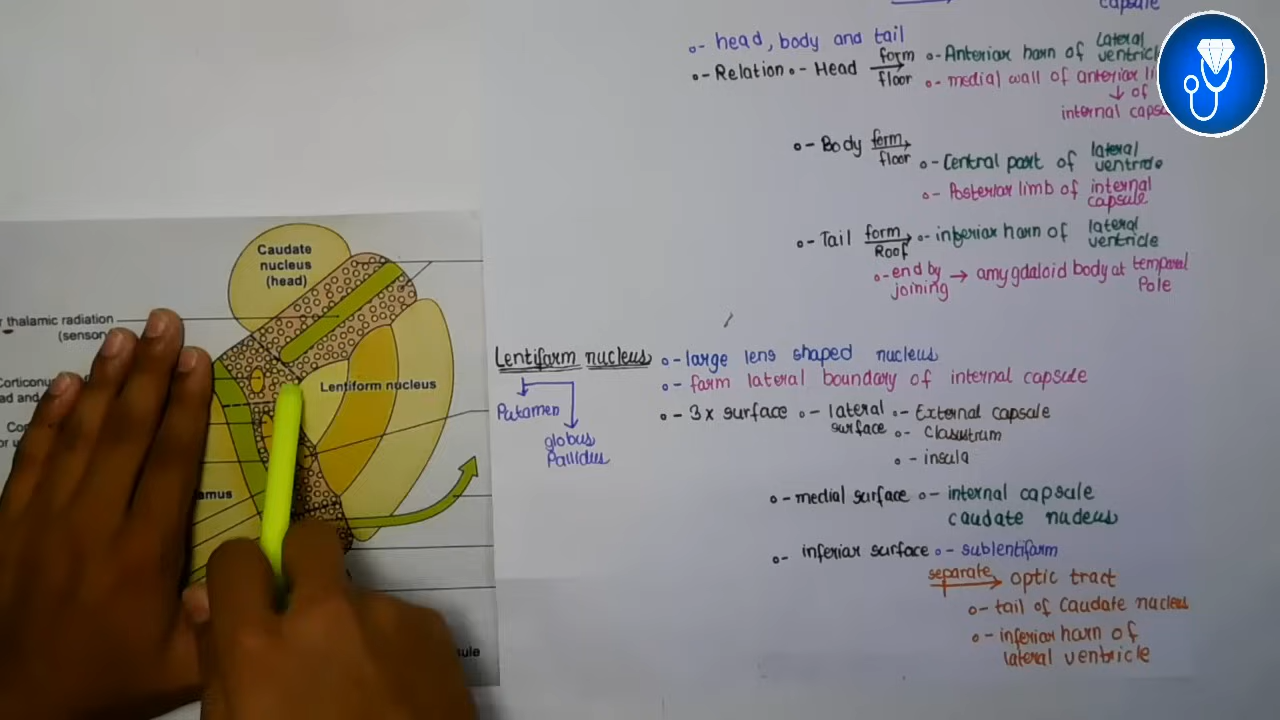 capsule
o- head, body and tail
o- Relation o- Head form floor o- Anterior horn of lateral
o- medial wall of anterior
↓ of
internal
o- Body form floor
o- Central part of lateral ventricle
o- Posterior limb of internal capsule
o- Tail form Roof o- inferior horn of lateral ventricle
o- end by joining → amygdaloid body at temporal Pole
Caudate
nucleus
(head)
thalamic radiation
(sensory
Lentiform nucleus
Lentiform nucleus
Putamen
globus
Pallidus
o- large lens shaped nucleus
o- form lateral boundary of internal capsule
o- 3x surface o- lateral surface o- External capsule
o- Claustrum
o- insula
o- medial surface o- internal capsule
caudate nucleus
o- inferior surface o- sublentiform
separate optic tract
o- tail of Caudate nucleus
o- inferior horn of
lateral ventricle